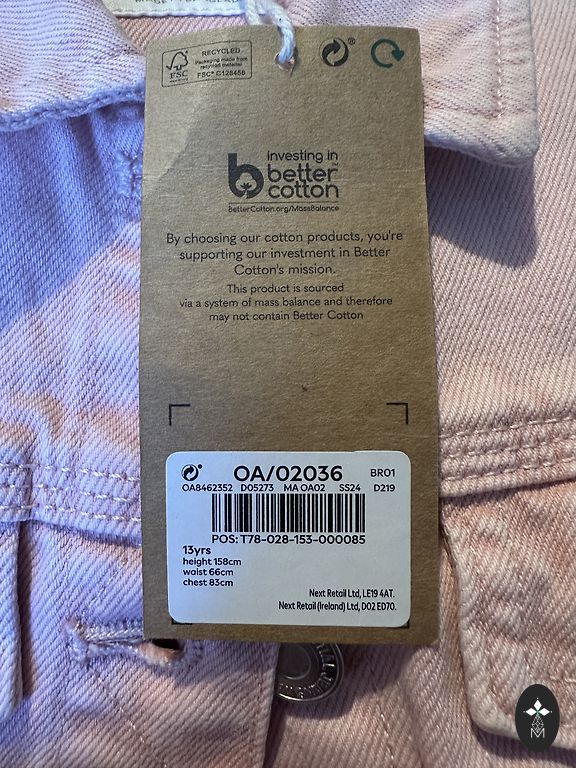 FSC
RECYCLED
Packaging made from
recycled material
FSC® C128458
investing in
better
cotton
BetterCotton.org/MassBalance
By choosing our cotton products, you're
supporting our investment in Better
Cotton's mission.
This product is sourced
via a system of mass balance and therefore
may not contain Better Cotton
OA/02036 BR01
OA8462352 D05273 MA OA02 SS24 D219
POS: T78-028-153-000085
13yrs
height 158cm
waist 66cm
chest 83cm
Next Retail Ltd, LE19 4AT.
Next Retail (Ireland) Ltd, D02 ED70.
M